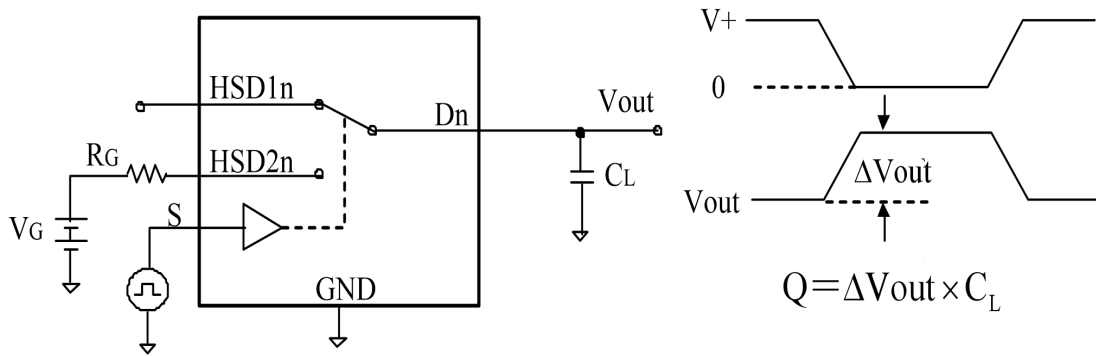 HSD1n
Dn
Vout
RG
HSD2n
CL
VG
S
GND
V+
0
ΔVout
Vout
Q=ΔVout×CL